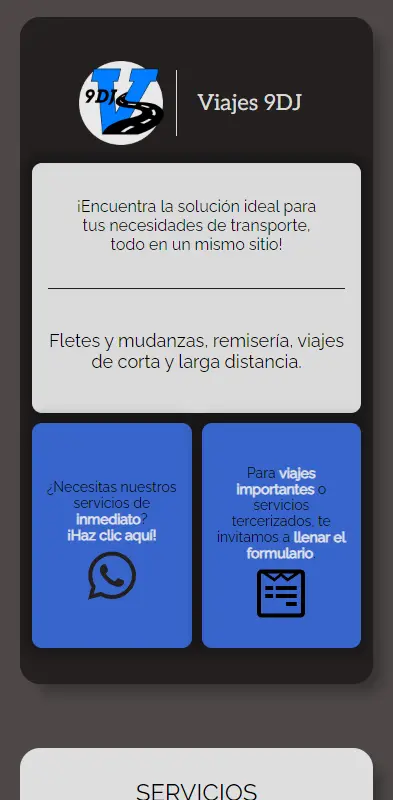 V
9DJ
Viajes 9DJ
¡Encuentra la solución ideal para
tus necesidades de transporte,
todo en un mismo sitio!
Fletes y mudanzas, remisería, viajes
de corta y larga distancia.
¿Necesitas nuestros
servicios de
inmediato?
¡Haz clic aquí!
Para viajes
importantes o
servicios
tercerizados, te
invitamos a llenar el
formulario
SERVICIOS